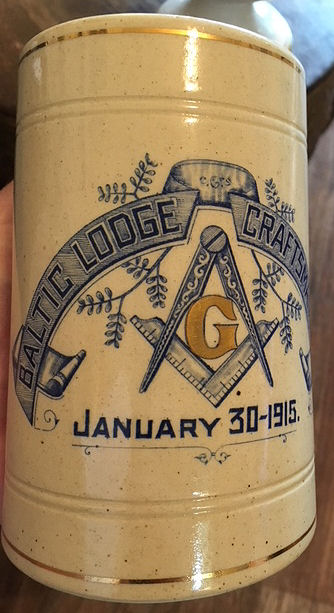 BALTIC LODGE
G
JANUARY 30-1915.